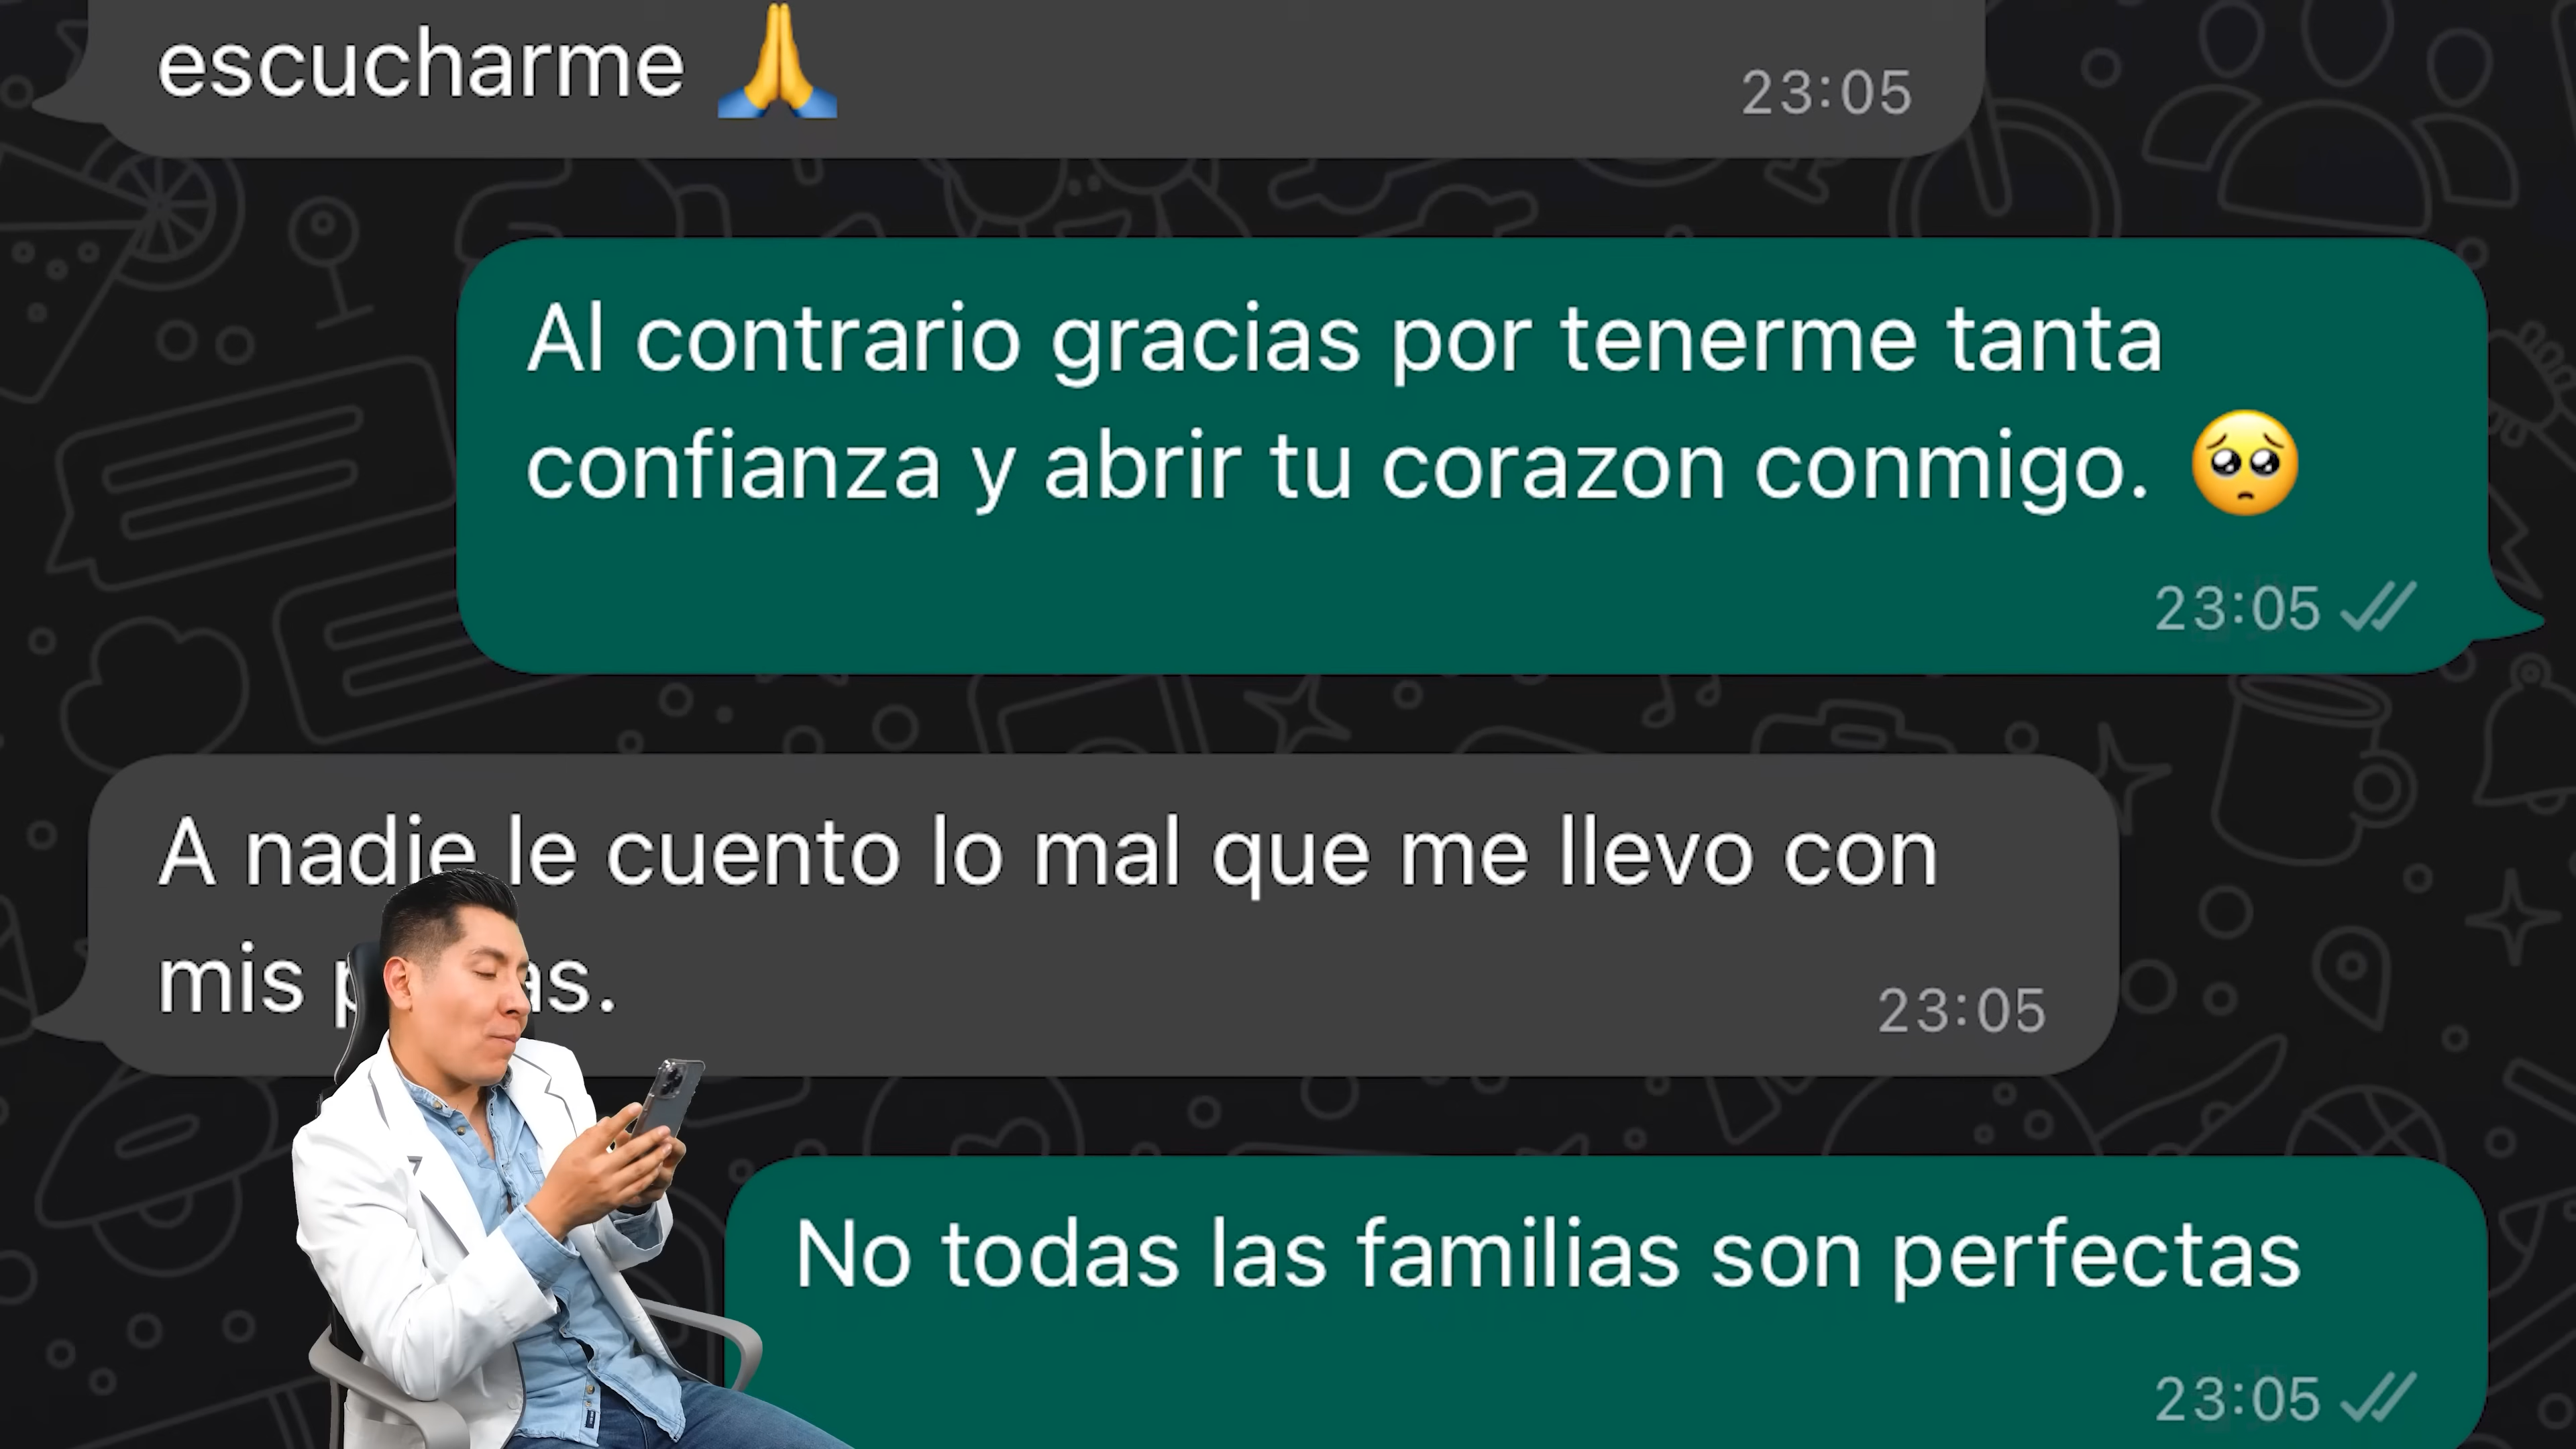 escucharme 🙏
23:05
Al contrario gracias por tenerme tanta
confianza y abrir tu corazon conmigo. 🥺
23:05
A nadie le cuento lo mal que me llevo con
mis
23:05
No todas las familias son perfectas
23:05